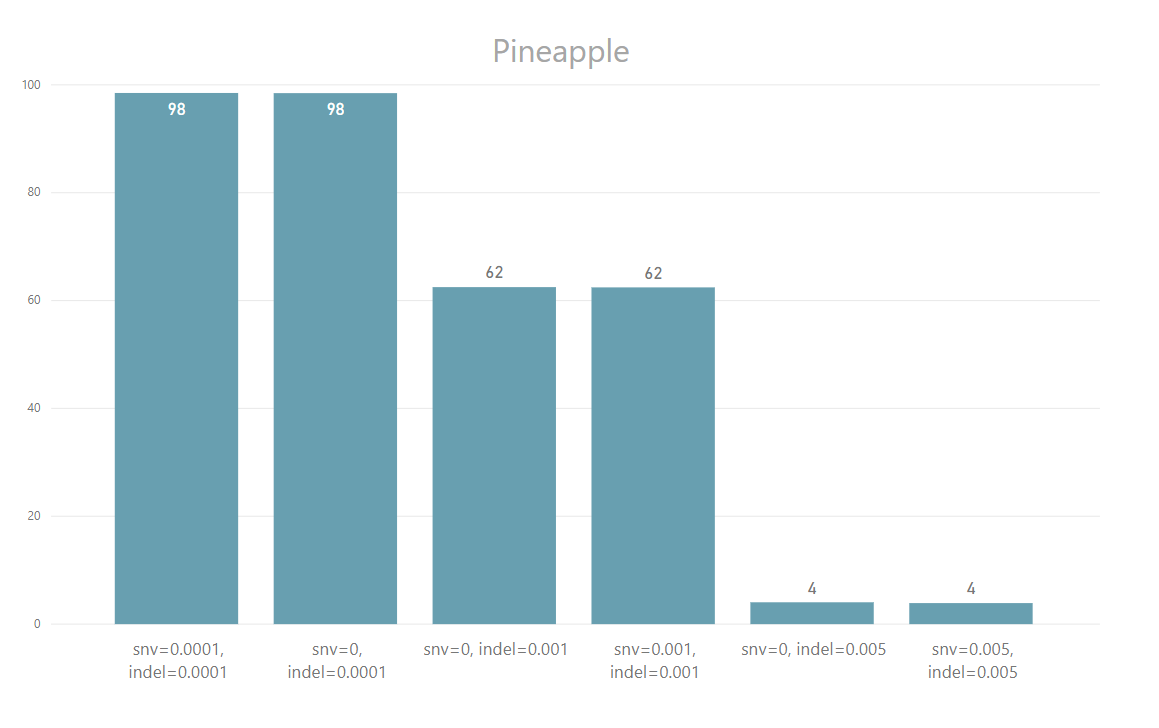 Pineapple
100
80
60
40
20
0
98
98
62
62
4
4
snv=0.0001,
indel=0.0001
snv=0,
indel=0.0001
snv=0, indel=0.001
snv=0.001,
indel=0.001
snv=0, indel=0.005
snv=0.005,
indel=0.005